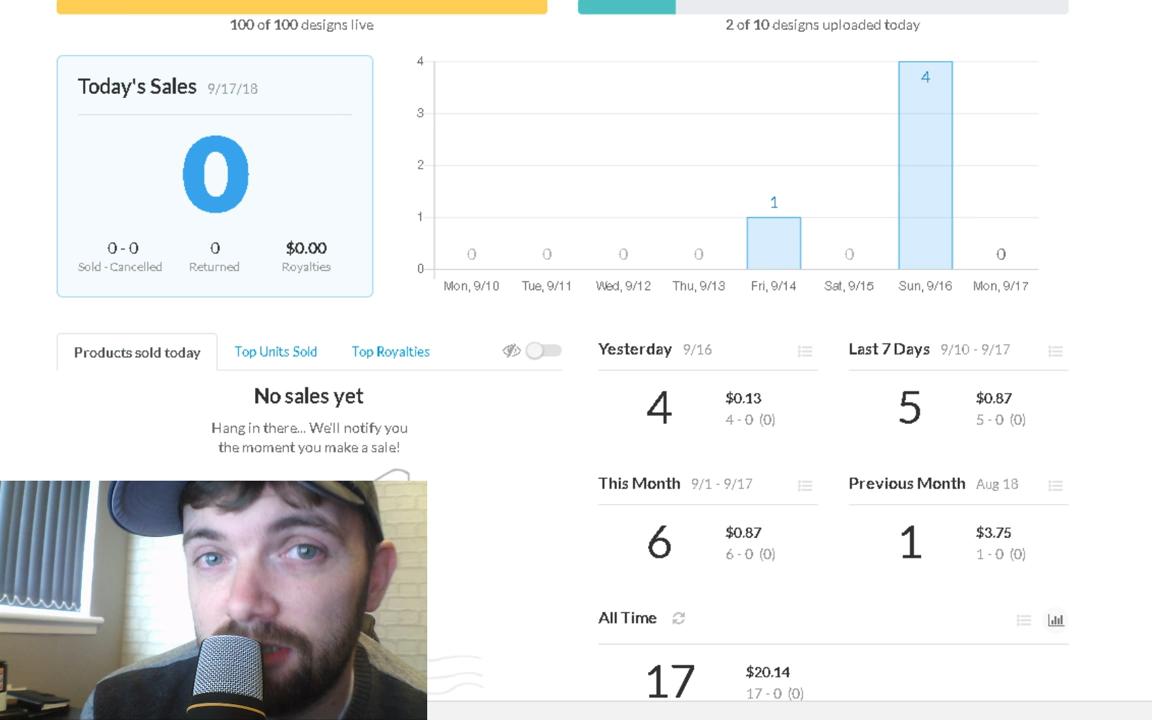 100 of 100 designs live
2 of 10 designs uploaded today
Today's Sales 9/17/18
0
0 - 0 0 $0.00
Sold - Cancelled Returned Royalties
4
3
2
1
0
0 0 0 0 1 0 4 0
Mon, 9/10 Tue, 9/11 Wed, 9/12 Thu, 9/13 Fri, 9/14 Sat, 9/15 Sun, 9/16 Mon, 9/17
Products sold today Top Units Sold Top Royalties
No sales yet
Hang in there... We'll notify you
the moment you make a sale!
Yesterday 9/16
4 $0.13
4 - 0 (0)
Last 7 Days 9/10 - 9/17
5 $0.87
5 - 0 (0)
This Month 9/1 - 9/17
6 $0.87
6 - 0 (0)
Previous Month Aug 18
1 $3.75
1 - 0 (0)
All Time
17 $20.14
17 - 0 (0)